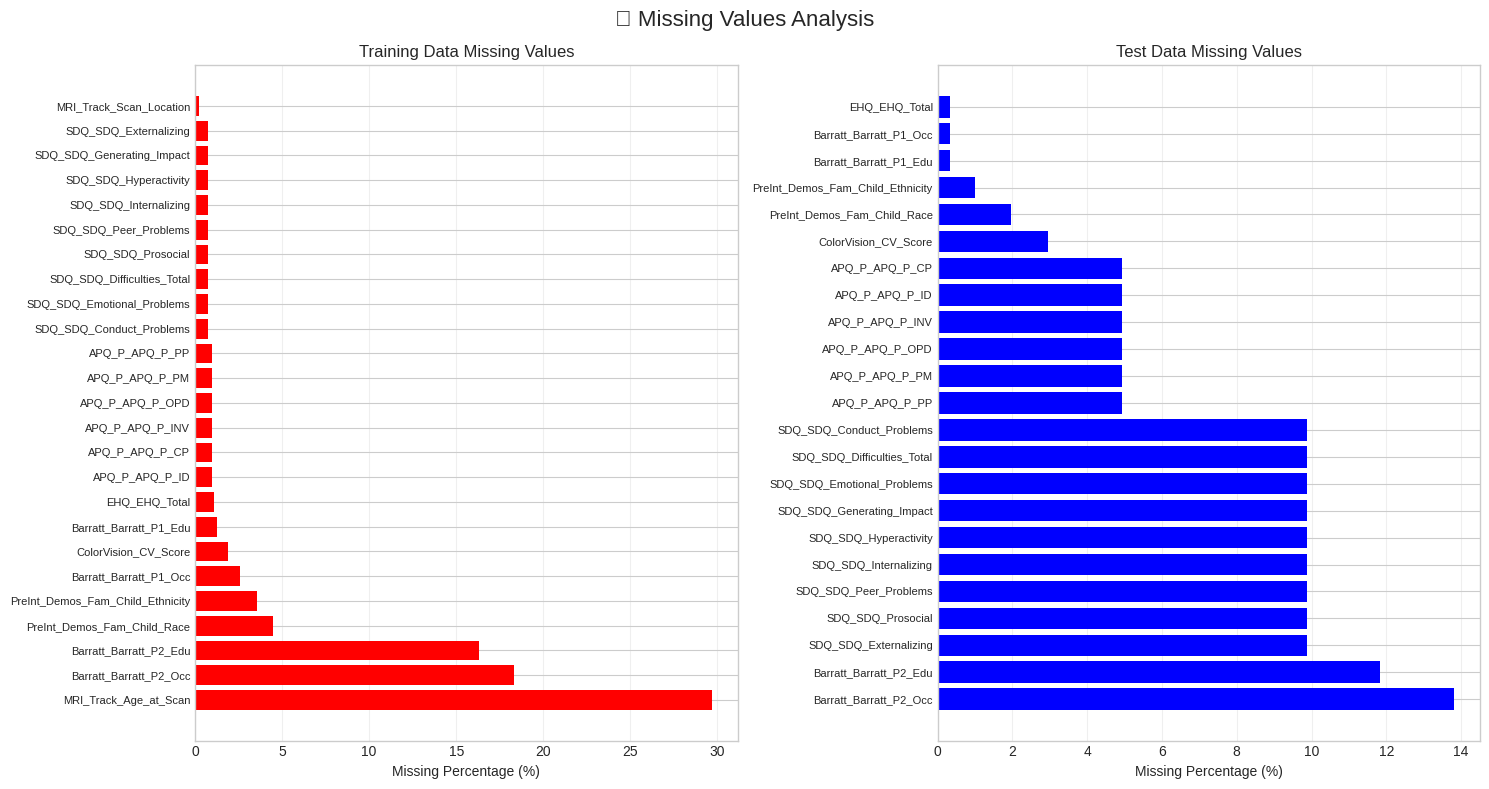 Missing Values Analysis
Training Data Missing Values
MRI_Track_Scan_Location
SDQ_SDQ_Externalizing
SDQ_SDQ_Generating_Impact
SDQ_SDQ_Hyperactivity
SDQ_SDQ_Internalizing
SDQ_SDQ_Peer_Problems
SDQ_SDQ_Prosocial
SDQ_SDQ_Difficulties_Total
SDQ_SDQ_Emotional_Problems
SDQ_SDQ_Conduct_Problems
APQ_P_APQ_P_PP
APQ_P_APQ_P_PM
APQ_P_APQ_P_OPD
APQ_P_APQ_P_INV
APQ_P_APQ_P_CP
APQ_P_APQ_P_ID
EHQ_EHQ_Total
Barratt_Barratt_P1_Edu
ColorVision_CV_Score
Barratt_Barratt_P1_Occ
PreInt_Demos_Fam_Child_Ethnicity
PreInt_Demos_Fam_Child_Race
Barratt_Barratt_P2_Edu
Barratt_Barratt_P2_Occ
MRI_Track_Age_at_Scan
0 5 10 15 20 25 30
Missing Percentage (%)
Test Data Missing Values
EHQ_EHQ_Total
Barratt_Barratt_P1_Occ
Barratt_Barratt_P1_Edu
PreInt_Demos_Fam_Child_Ethnicity
PreInt_Demos_Fam_Child_Race
ColorVision_CV_Score
APQ_P_APQ_P_CP
APQ_P_APQ_P_ID
APQ_P_APQ_P_INV
APQ_P_APQ_P_OPD
APQ_P_APQ_P_PM
APQ_P_APQ_P_PP
SDQ_SDQ_Conduct_Problems
SDQ_SDQ_Difficulties_Total
SDQ_SDQ_Emotional_Problems
SDQ_SDQ_Generating_Impact
SDQ_SDQ_Hyperactivity
SDQ_SDQ_Internalizing
SDQ_SDQ_Peer_Problems
SDQ_SDQ_Prosocial
SDQ_SDQ_Externalizing
Barratt_Barratt_P2_Edu
Barratt_Barratt_P2_Occ
0 2 4 6 8 10 12 14
Missing Percentage (%)